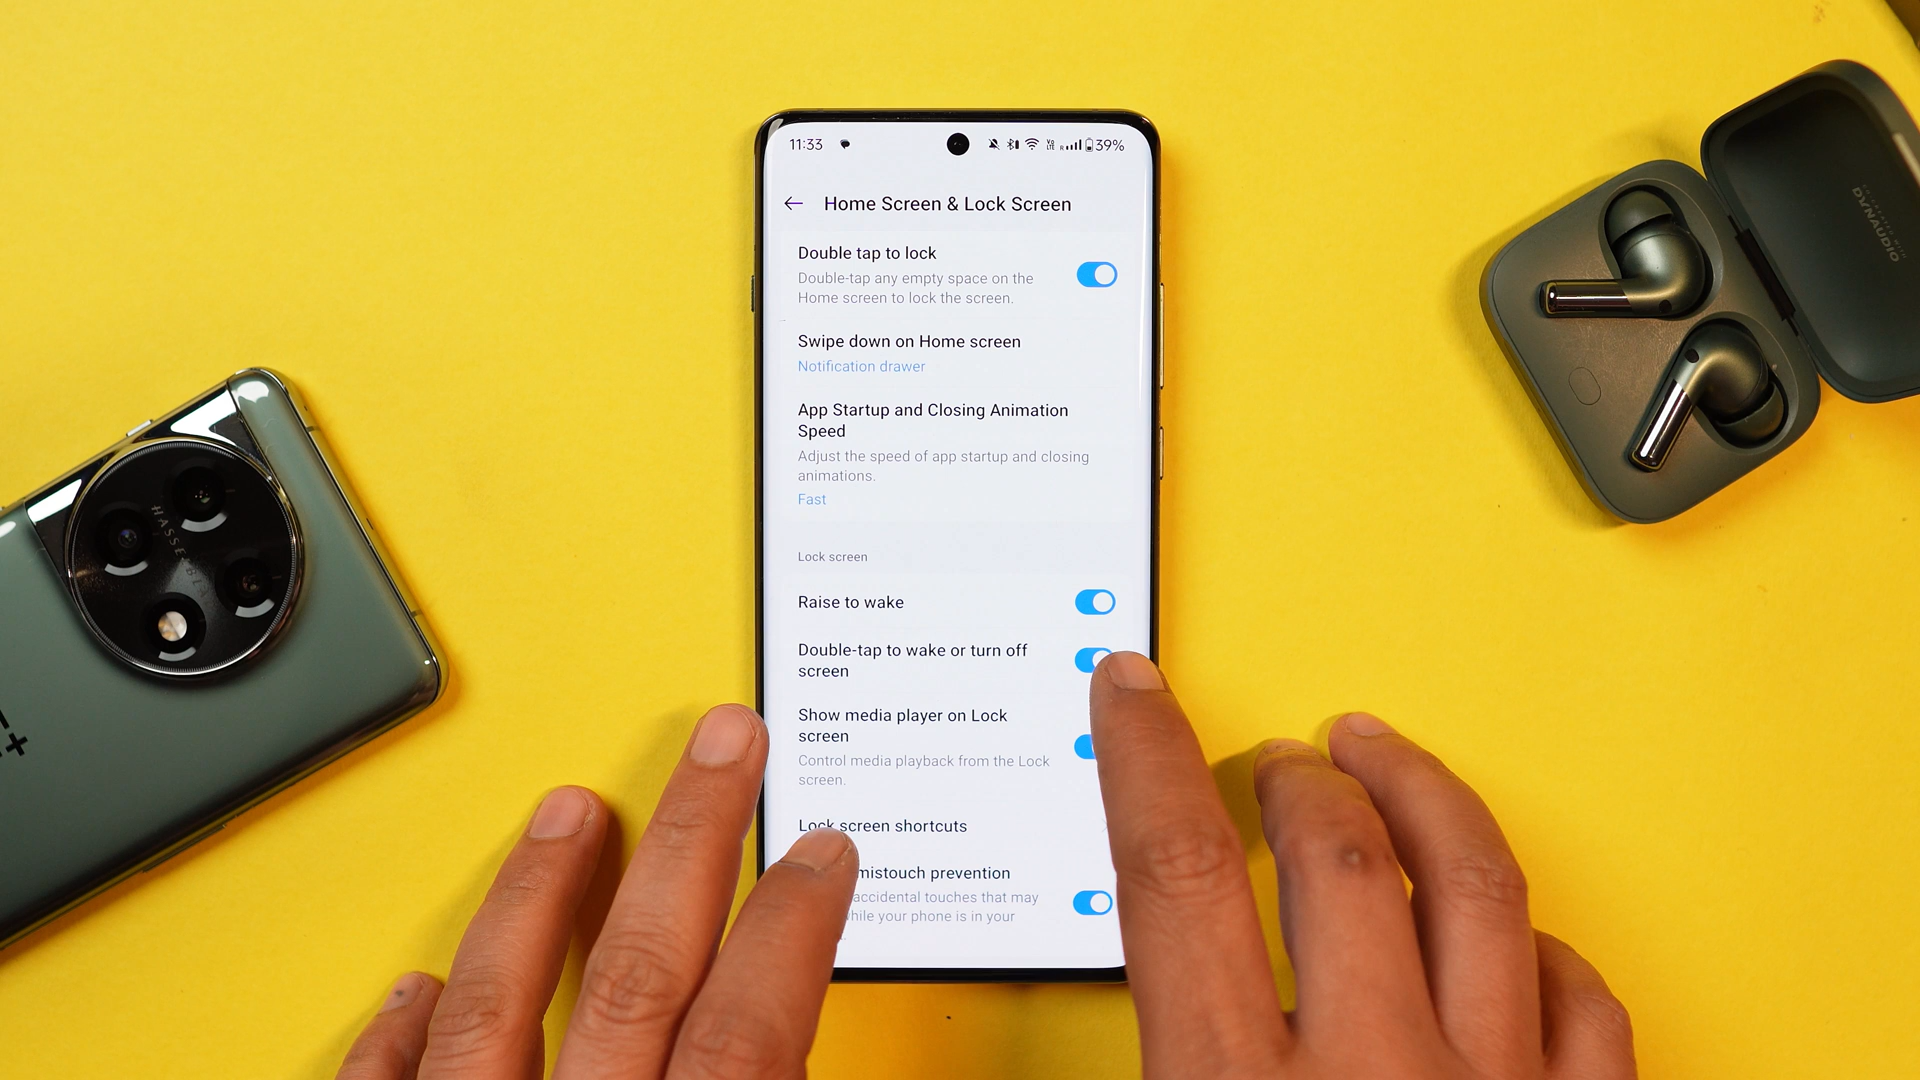 11:33
39%
Home Screen & Lock Screen
Double tap to lock
Double-tap any empty space on the
Home screen to lock the screen.
Swipe down on Home screen
Notification drawer
App Startup and Closing Animation
Speed
Adjust the speed of app startup and closing
animations.
Fast
Lock screen
Raise to wake
Double-tap to wake or turn off
screen
Show media player on Lock
screen
Control media playback from the Lock
screen.
Lock screen shortcuts
mistouch prevention
accidental touches that may
while your phone is in your
HASSELBLAD
DYNAUDIO